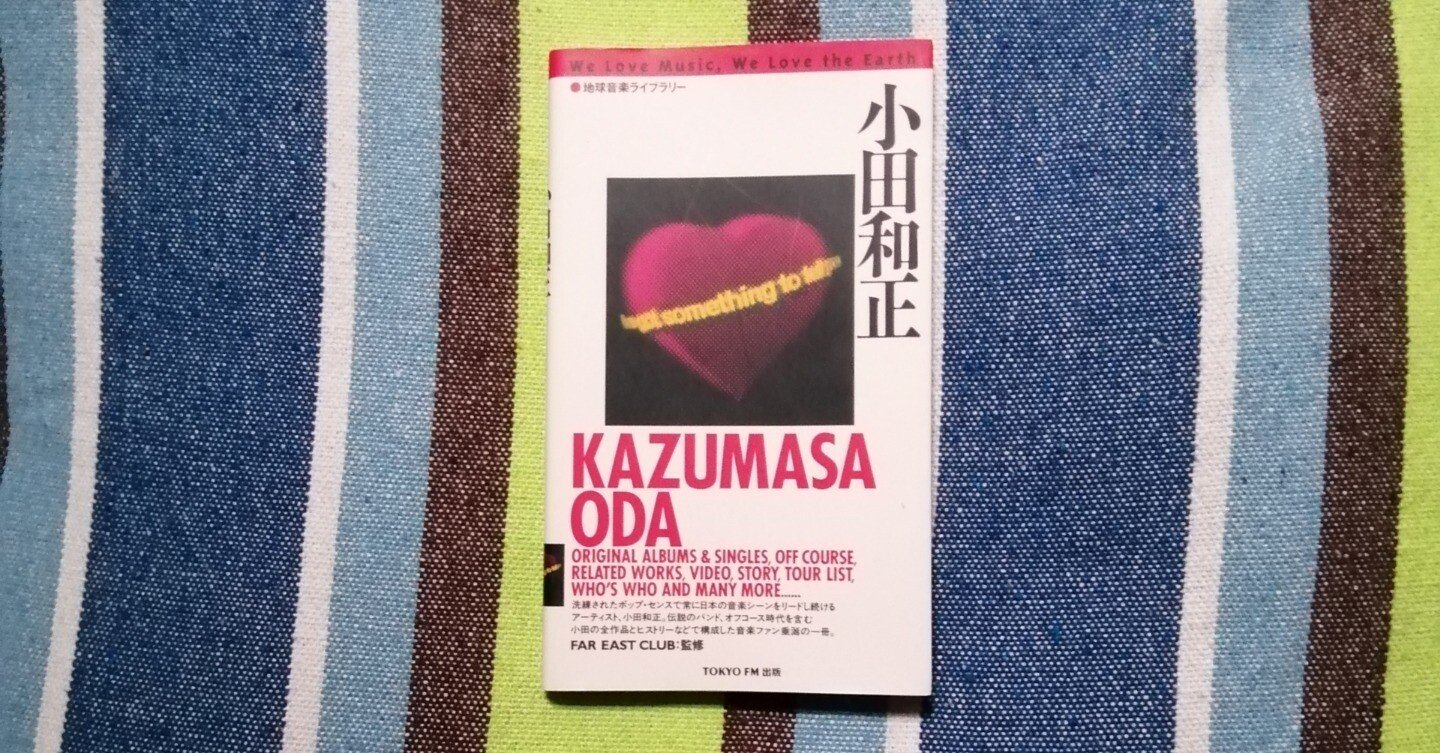 We Love Music, We Love the Earth
●地球音楽ライブラリー
小田和正
something to
KAZUMASA
ODA
ORIGINAL ALBUMS & SINGLES, OFF COURSE,
RELATED WORKS, VIDEO, STORY, TOUR LIST,
WHO'S WHO AND MANY MORE......
洗練されたポップ・センスで常に日本の音楽シーンをリードし続ける
アーティスト、小田和正。伝説のバンド、オフコース時代を含む
小田の全作品とヒストリーなどで構成した音楽ファン垂涎の一冊。
FAR EAST CLUB:監修
TOKYO FM 出版